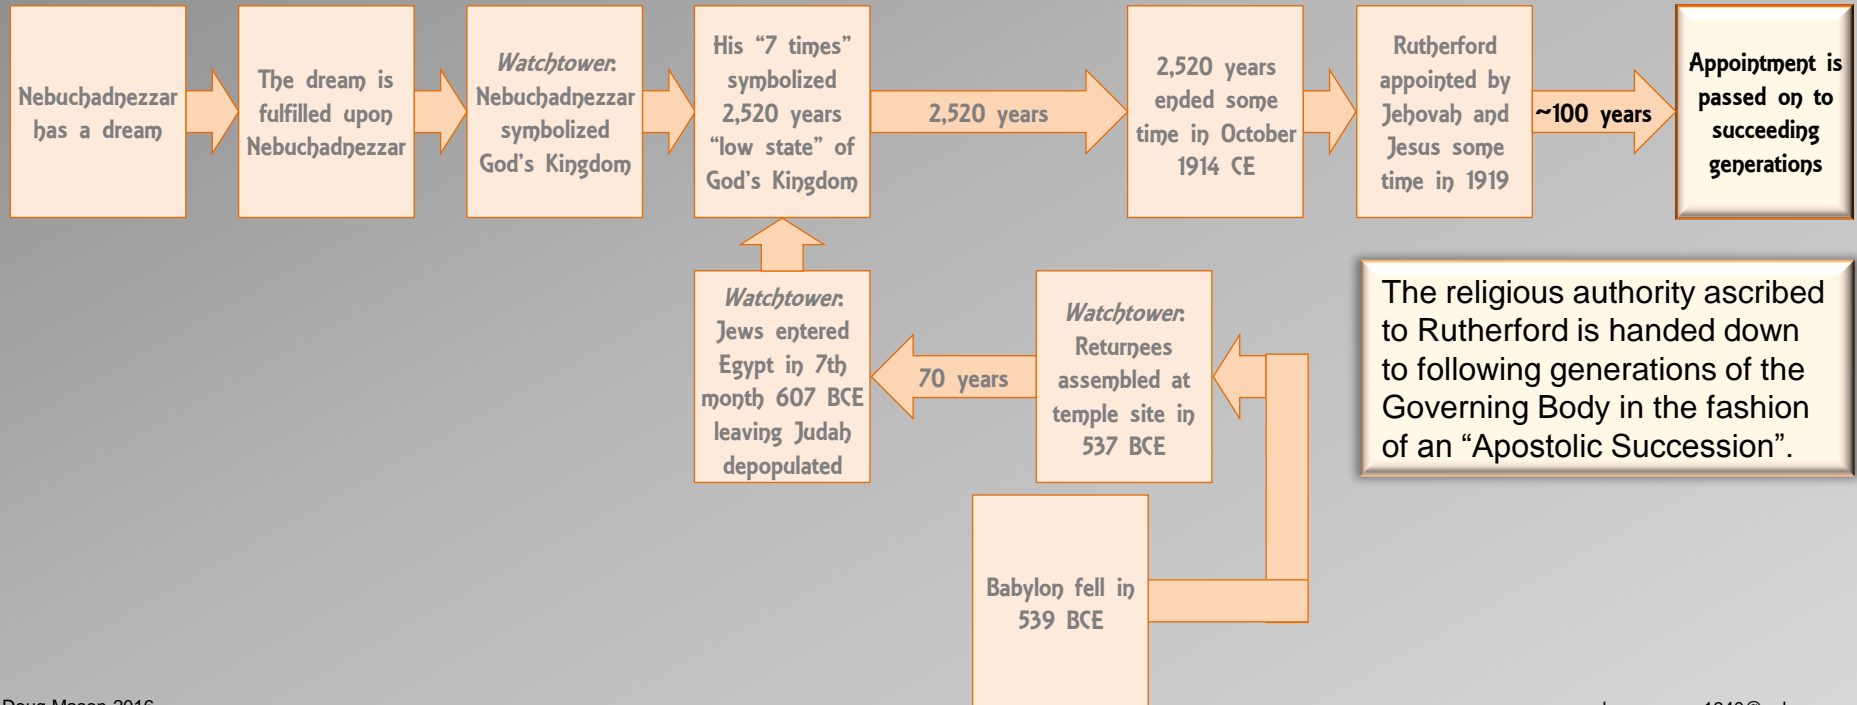 Nebuchadnezzar
has a dream
The dream is
fulfilled upon
Nebuchadnezzar
Watchtower:
Nebuchadnezzar
symbolized
God's Kingdom
His “7 times”
symbolized
2,520 years
“low state” of
God's Kingdom
2,520 years
2,520 years
ended some
time in October
1914 CE
Rutherford
appointed by
Jehovah and
Jesus some
time in 1919
~100 years
Appointment is
passed on to
succeeding
generations
Watchtower:
Jews entered
Egypt in 7th
month 607 BCE
leaving Judah
depopulated
70 years
Watchtower:
Returnees
assembled at
temple site in
537 BCE
The religious authority ascribed
to Rutherford is handed down
to following generations of the
Governing Body in the fashion
of an “Apostolic Succession”.
Babylon fell in
539 BCE
Doug Mason 2016